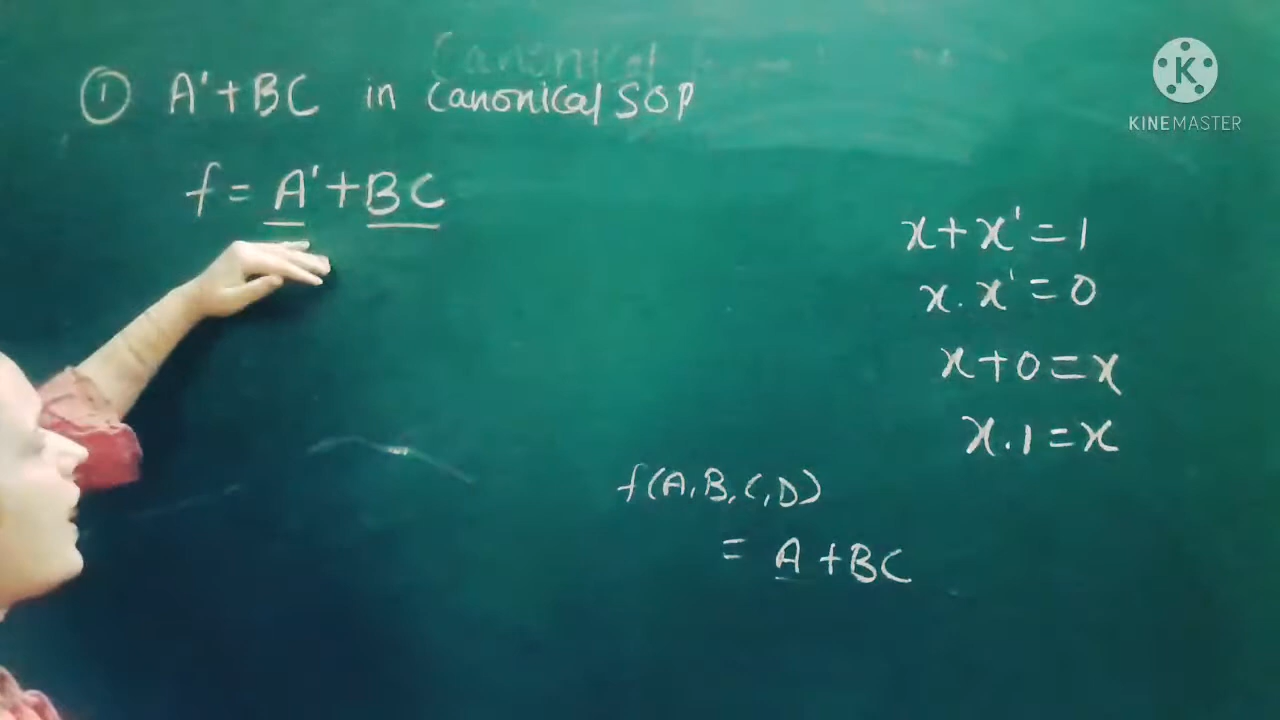 ① A'+BC in Canonical SOP
f = A'+BC
x+x'=1
x.x'=0
x+0=x
x.1=x
f(A,B,C,D)
= A+BC
K
KINEMASTER